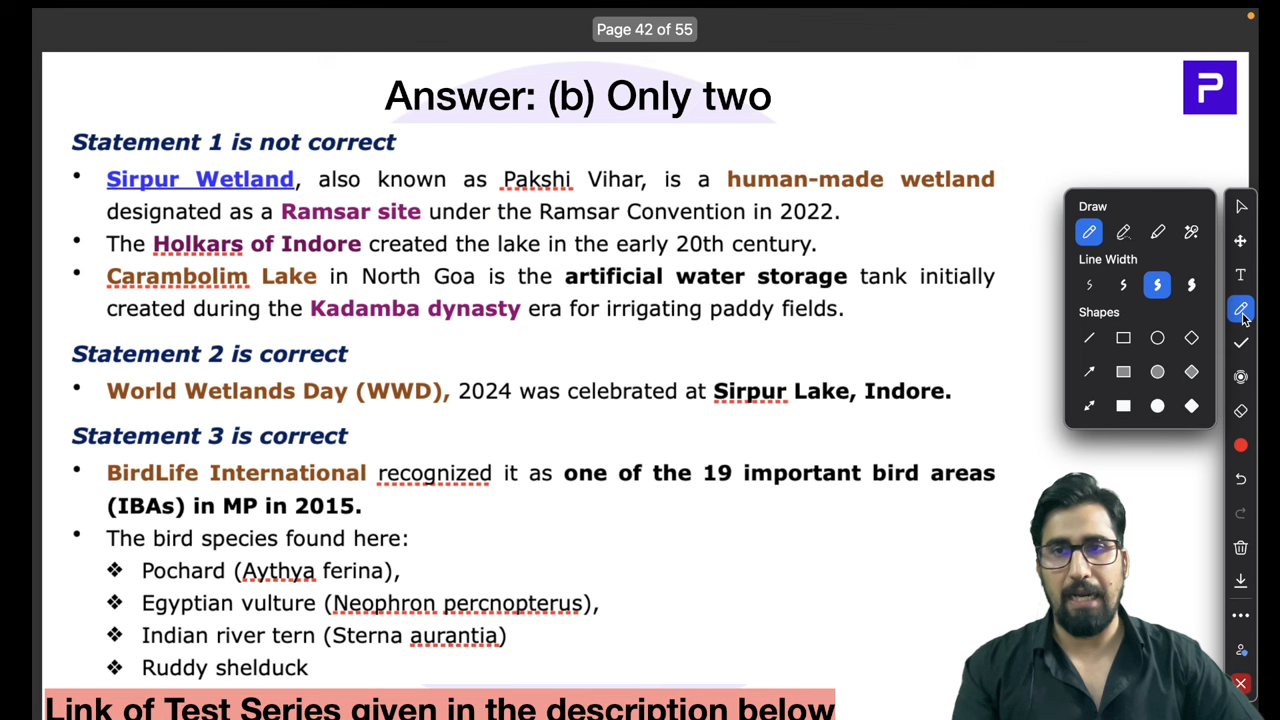 Page 42 of 55
P
Answer: (b) Only two
Statement 1 is not correct
• Sirpur Wetland, also known as Pakshi Vihar, is a human-made wetland
designated as a Ramsar site under the Ramsar Convention in 2022.
• The Holkars of Indore created the lake in the early 20th century.
• Carambolim Lake in North Goa is the artificial water storage tank initially
created during the Kadamba dynasty era for irrigating paddy fields.
Statement 2 is correct
• World Wetlands Day (WWD), 2024 was celebrated at Sirpur Lake, Indore.
Statement 3 is correct
• BirdLife International recognized it as one of the 19 important bird areas
(IBAs) in MP in 2015.
• The bird species found here:
❖ Pochard (Aythya ferina),
❖ Egyptian vulture (Neophron percnopterus),
❖ Indian river tern (Sterna aurantia)
❖ Ruddy shelduck
Link of Test Series given in the description below
Draw
Line Width
Shapes
T